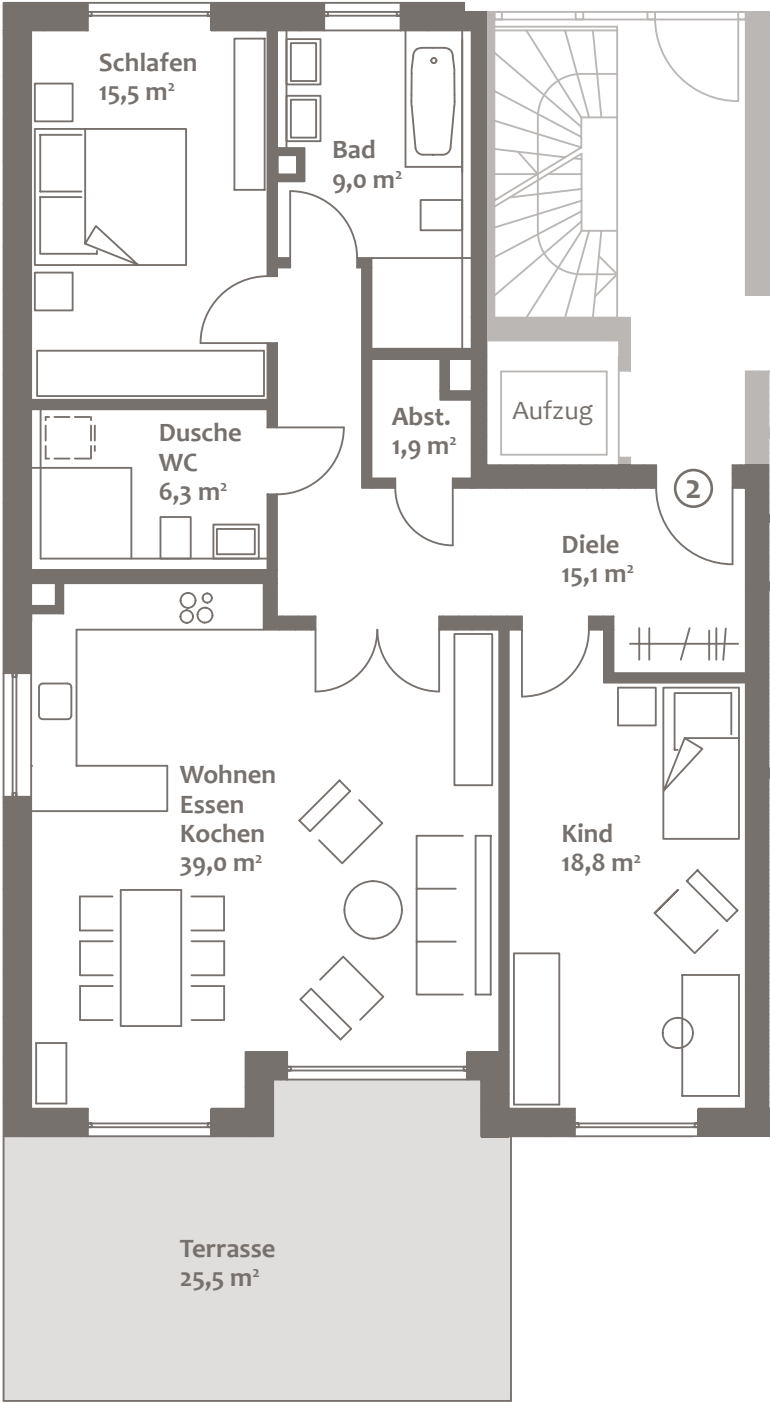 Schlafen
15,5 m²
Bad
9,0 m²
Aufzug
Abst.
1,9 m²
Dusche
WC
6,3 m²
2
Diele
15,1 m²
Wohnen
Essen
Kochen
39,0 m²
Kind
18,8 m²
Terrasse
25,5 m²